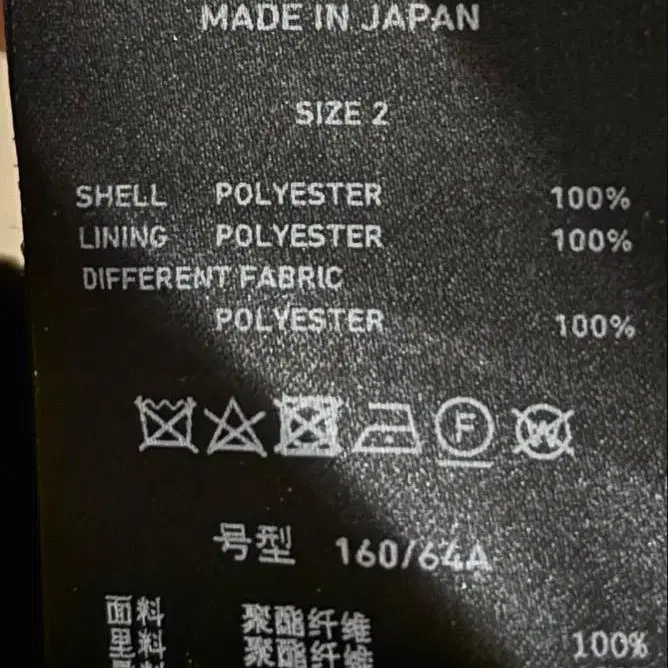 MADE IN JAPAN
SIZE 2
SHELL POLYESTER 100%
LINING POLYESTER 100%
DIFFERENT FABRIC
POLYESTER 100%
F W
号型 160/64A
面料 聚酯纤维
里料 聚酯纤维 100%